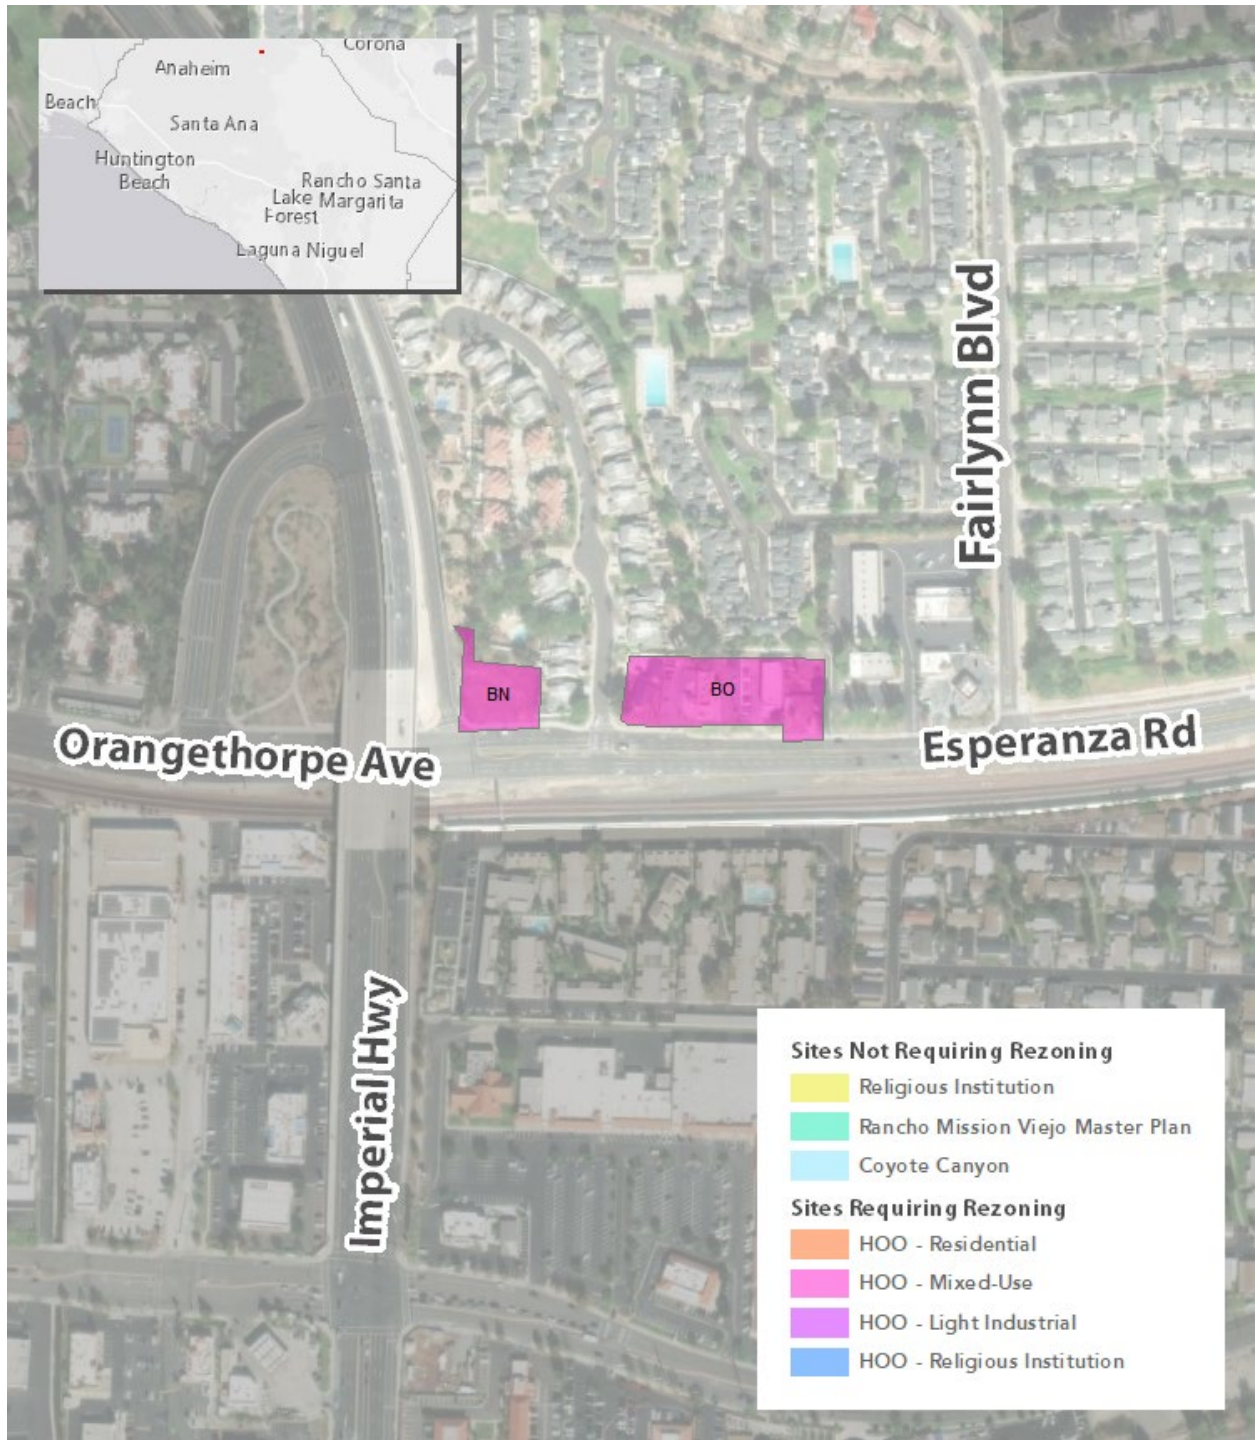 Corona
Anaheim
Beach
Santa Ana
Huntington
Beach
Rancho Santa
Lake Margarita
Forest
Laguna Niguel
Fairlynn Blvd
BN
BO
Orangethorpe Ave
Esperanza Rd
Imperial Hwy
Sites Not Requiring Rezoning
Religious Institution
Rancho Mission Viejo Master Plan
Coyote Canyon
Sites Requiring Rezoning
HOO - Residential
HOO - Mixed-Use
HOO - Light Industrial
HOO - Religious Institution